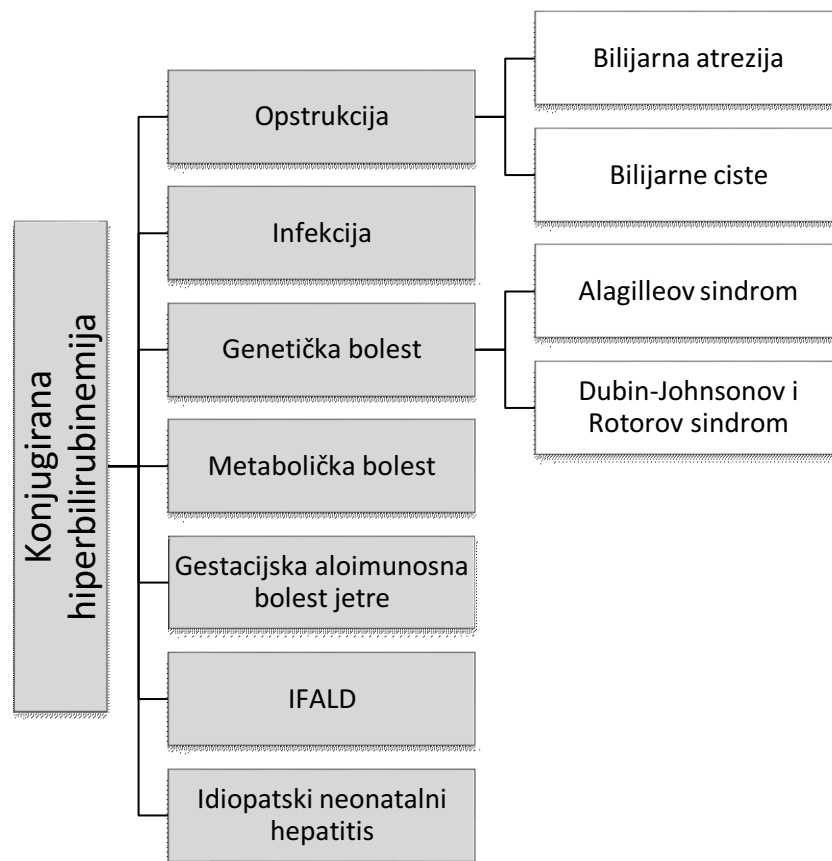 Konjugirana
hiperbilirubinemija
Opstrukcija
Bilijarna atrezija
Bilijarne ciste
Infekcija
Genetička bolest
Alagilleov sindrom
Dubin-Johnsonov i
Rotorov sindrom
Metabolička bolest
Gestacijska aloimunosna
bolest jetre
IFALD
Idiopatski neonatalni
hepatitis